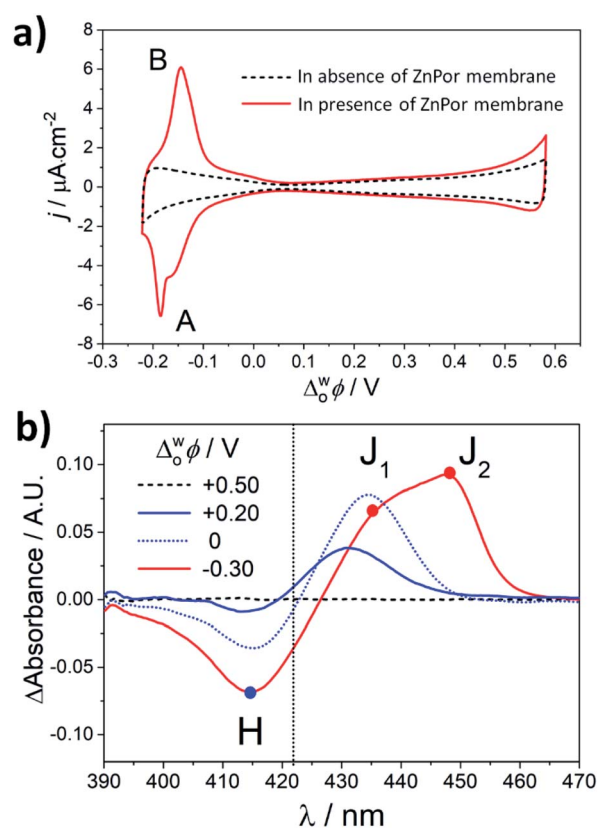 a)
B
In absence of ZnPor membrane
In presence of ZnPor membrane
A
j / μA.cm⁻²
8
6
4
2
0
-2
-4
-6
-8
-0.3 -0.2 -0.1 0.0 0.1 0.2 0.3 0.4 0.5 0.6
Δ_o^w ϕ / V
b)
Δ_o^w ϕ / V
+0.50
+0.20
0
-0.30
J₁ J₂
H
ΔAbsorbance / A.U.
0.10
0.05
0.00
-0.05
-0.10
390 400 410 420 430 440 450 460 470
λ / nm